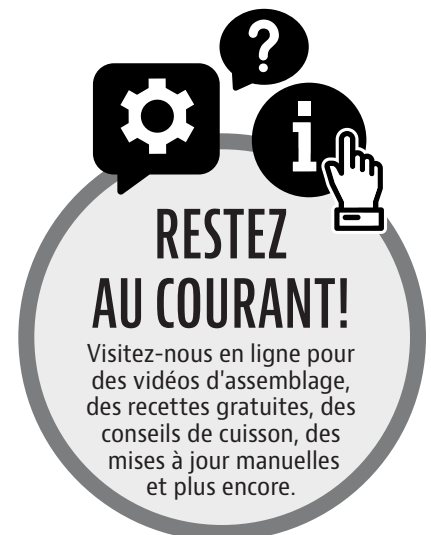 RESTEZ
AU COURANT!
Visitez-nous en ligne pour
des vidéos d'assemblage,
des recettes gratuites, des
conseils de cuisson, des
mises à jour manuelles
et plus encore.